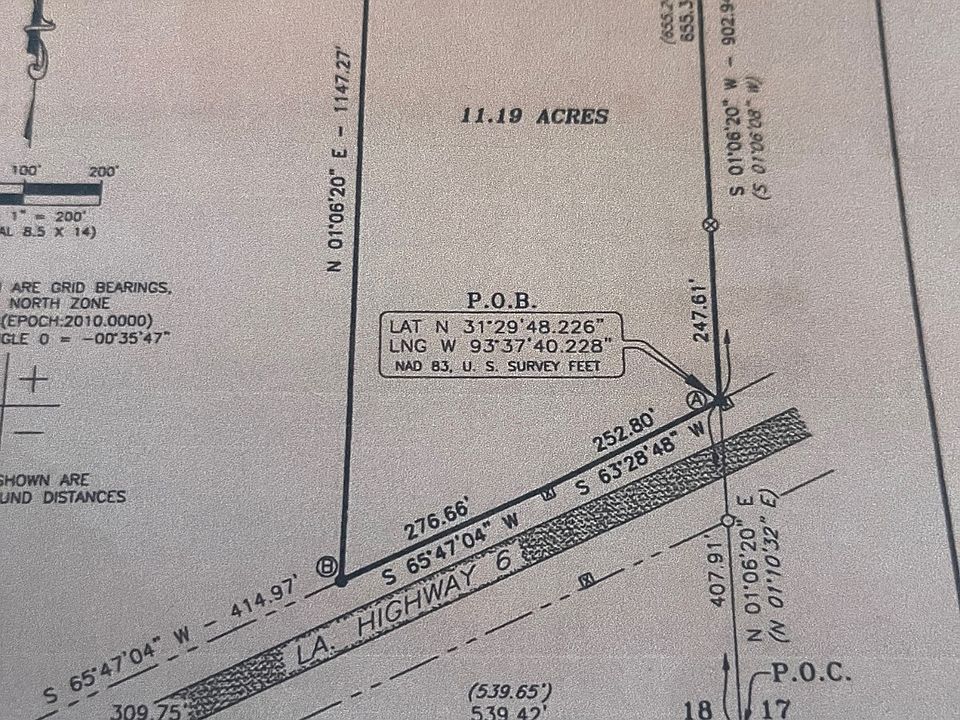 N 01°06'20" E - 1147.27'
11.19 ACRES
S 01°06'20" W - 902.9
(S 01°06'08" W)
655.3
100' 200'
1" = 200'
AL 8.5 X 14)
ARE GRID BEARINGS,
NORTH ZONE
(EPOCH:2010.0000)
GLE 0 = -00°35'47"
+
−
SHOWN ARE
UND DISTANCES
P.O.B.
LAT N 31°29'48.226"
LNG W 93°37'40.228"
NAD 83, U. S. SURVEY FEET
247.61'
A
252.80'
S 63°28'48" W
276.66'
S 65°47'04" W
B
LA. HIGHWAY 6
S 65°47'04" W - 414.97'
309.75'
(539.65')
539.42'
407.91'
N 01°06'20" E
(N 01°10'32" E)
P.O.C.
18 17